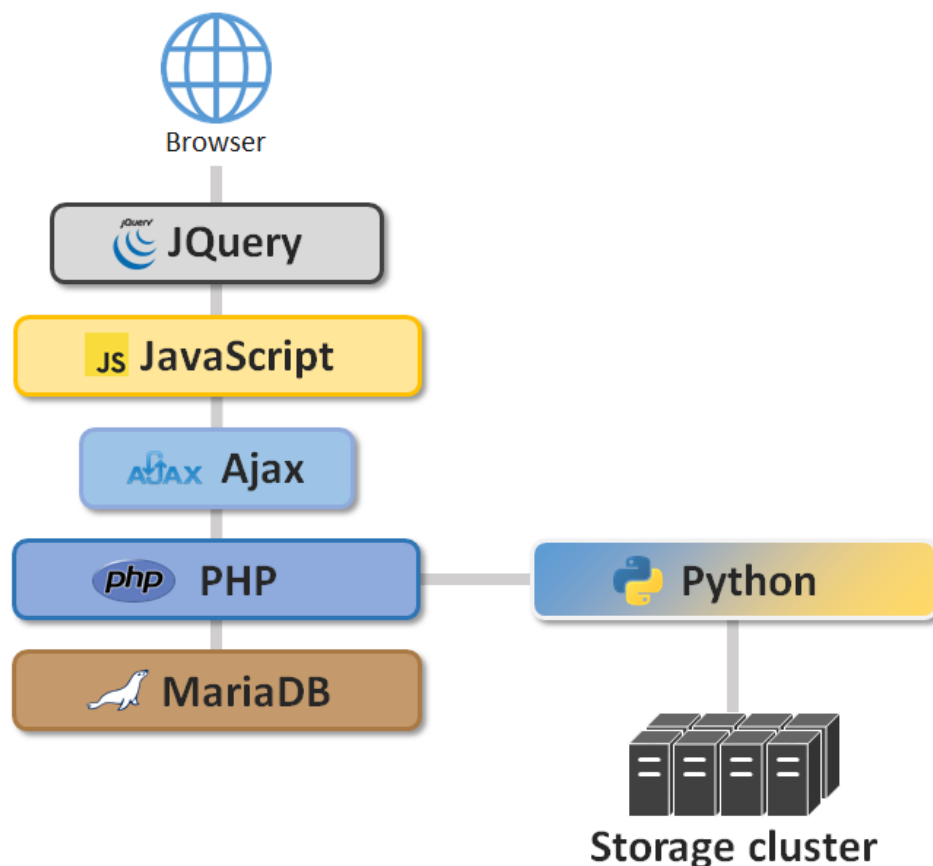 Browser
jQuery
JQuery
JS JavaScript
AJAX Ajax
php PHP
Python
MariaDB
Storage cluster